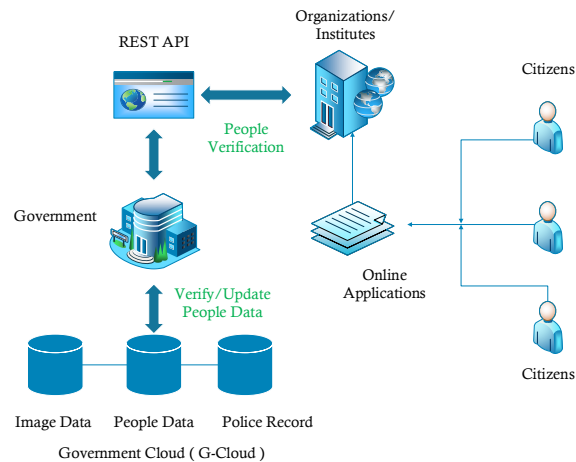 Organizations/
Institutes
REST API
Citizens
People
Verification
Government
Online
Applications
Verify/Update
People Data
Citizens
Image Data
People Data
Police Record
Government Cloud ( G-Cloud )